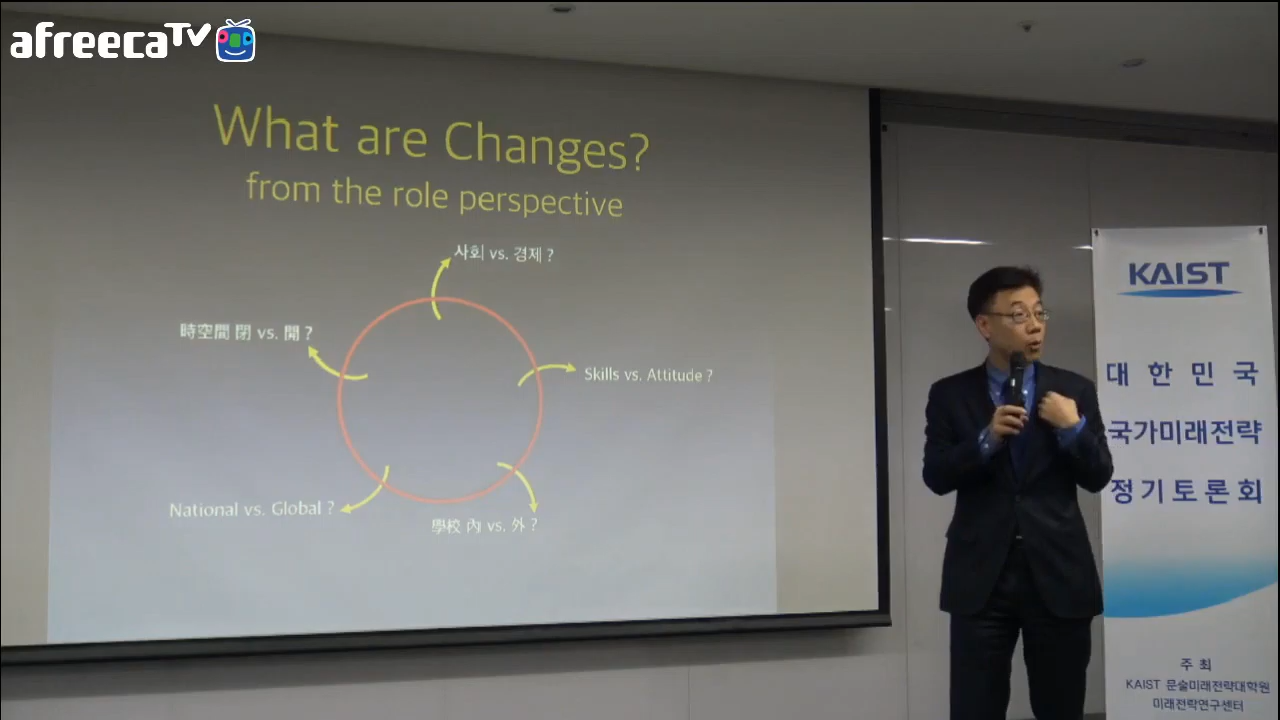 afreecaTV
What are Changes?
from the role perspective
사회 vs. 경제 ?
時空間 閉 vs. 開 ?
Skills vs. Attitude ?
National vs. Global ?
學校 內 vs. 外 ?
KAIST
대 한 민 국
국가미래전략
정기토론회
주 최
KAIST 문술미래전략대학원
미래전략연구센터